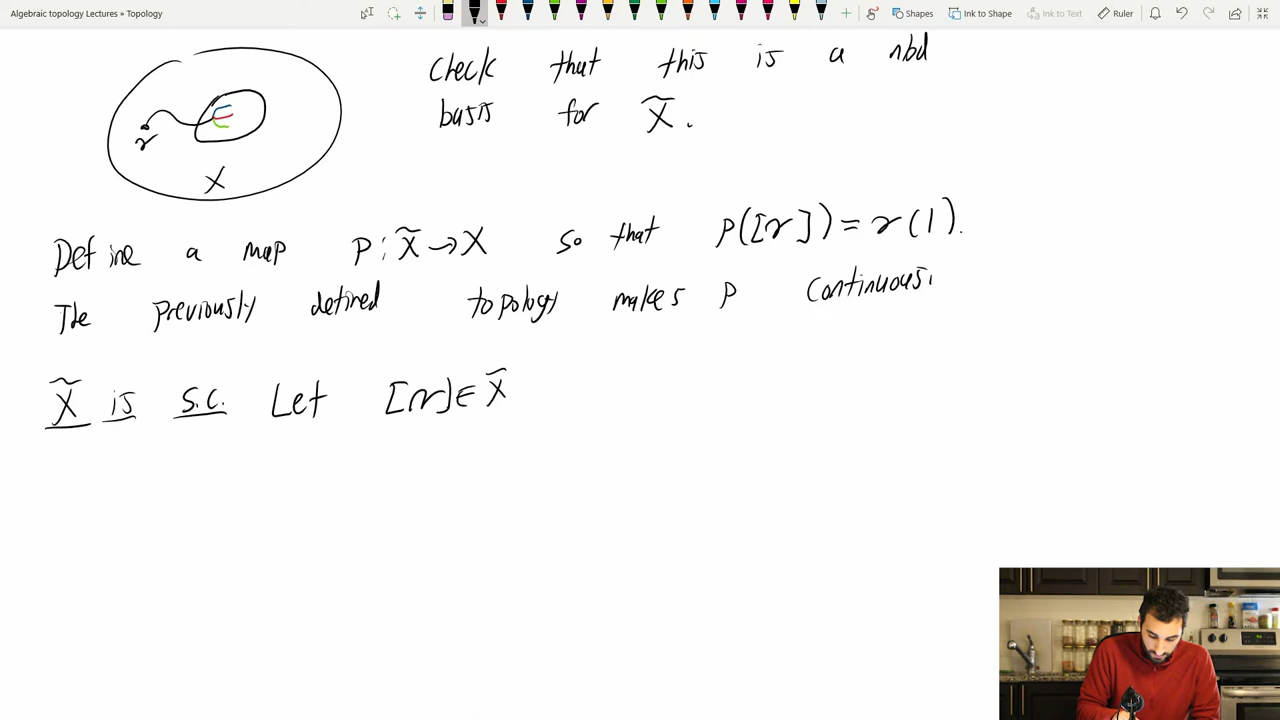 Algebraic topology Lectures » Topology
Shapes Ink to Shape Ink to Text Ruler
check that this is a nbd
basis for X̃.
γ
X
Define a map p: X̃→X so that p([γ])=γ(1).
The previously defined topology makes p continuous.
X̃ is s.c. Let [γ]∈X̃